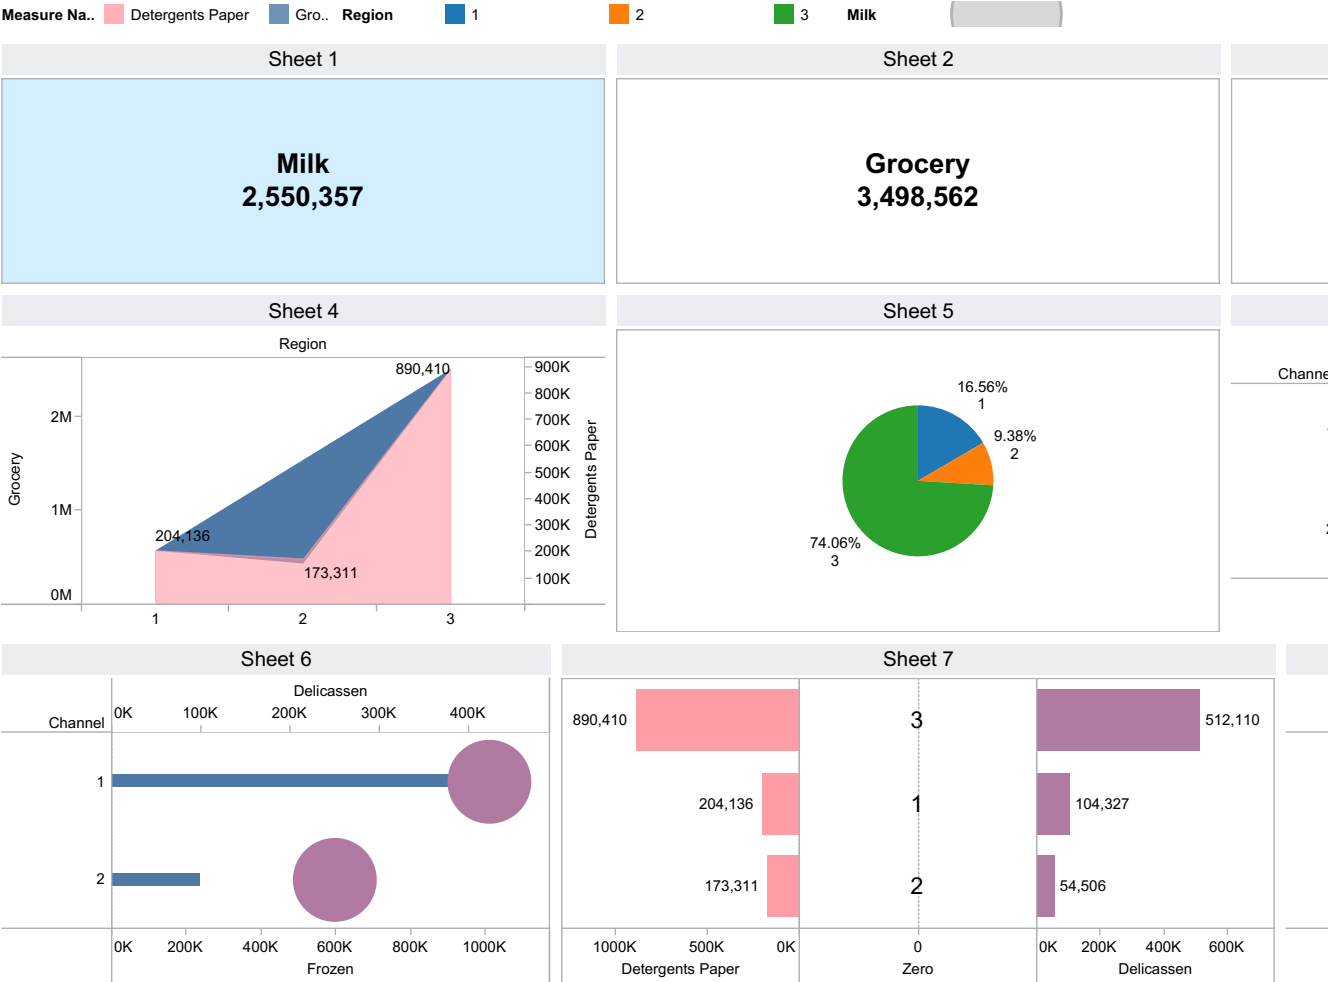 Measure Na.. Detergents Paper Gro.. Region 1 2 3 Milk
Sheet 1
Milk
2,550,357
Sheet 2
Grocery
3,498,562
Sheet 4
Region
890,410
204,136
173,311
2M
1M
0M
Grocery
900K
800K
700K
600K
500K
400K
300K
200K
100K
Detergents Paper
1 2 3
Sheet 5
16.56%
1
9.38%
2
74.06%
3
Channe
Sheet 6
Delicassen
Channel
0K 100K 200K 300K 400K
1
2
0K 200K 400K 600K 800K 1000K
Frozen
Sheet 7
890,410 3 512,110
204,136 1 104,327
173,311 2 54,506
1000K 500K 0K 0 0K 200K 400K 600K
Detergents Paper Zero Delicassen